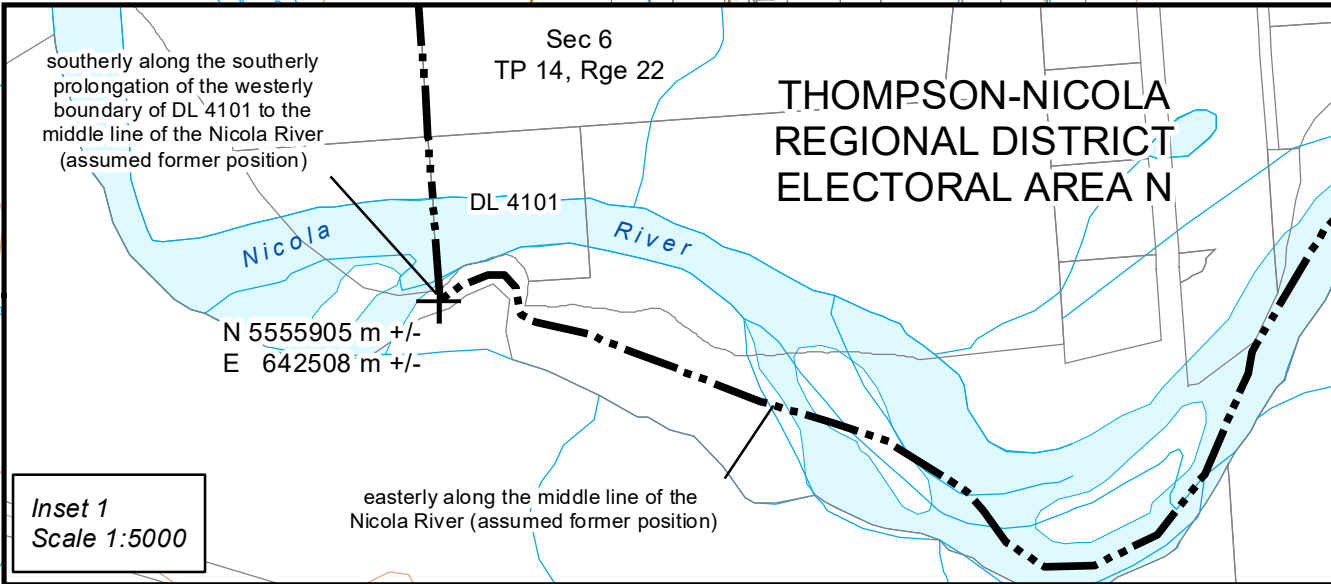 Sec 6
TP 14, Rge 22
southerly along the southerly
prolongation of the westerly
boundary of DL 4101 to the
middle line of the Nicola River
(assumed former position)
THOMPSON-NICOLA
REGIONAL DISTRICT
ELECTORAL AREA N
DL 4101
Nicola
River
N 5555905 m +/-
E 642508 m +/-
easterly along the middle line of the
Nicola River (assumed former position)
Inset 1
Scale 1:5000